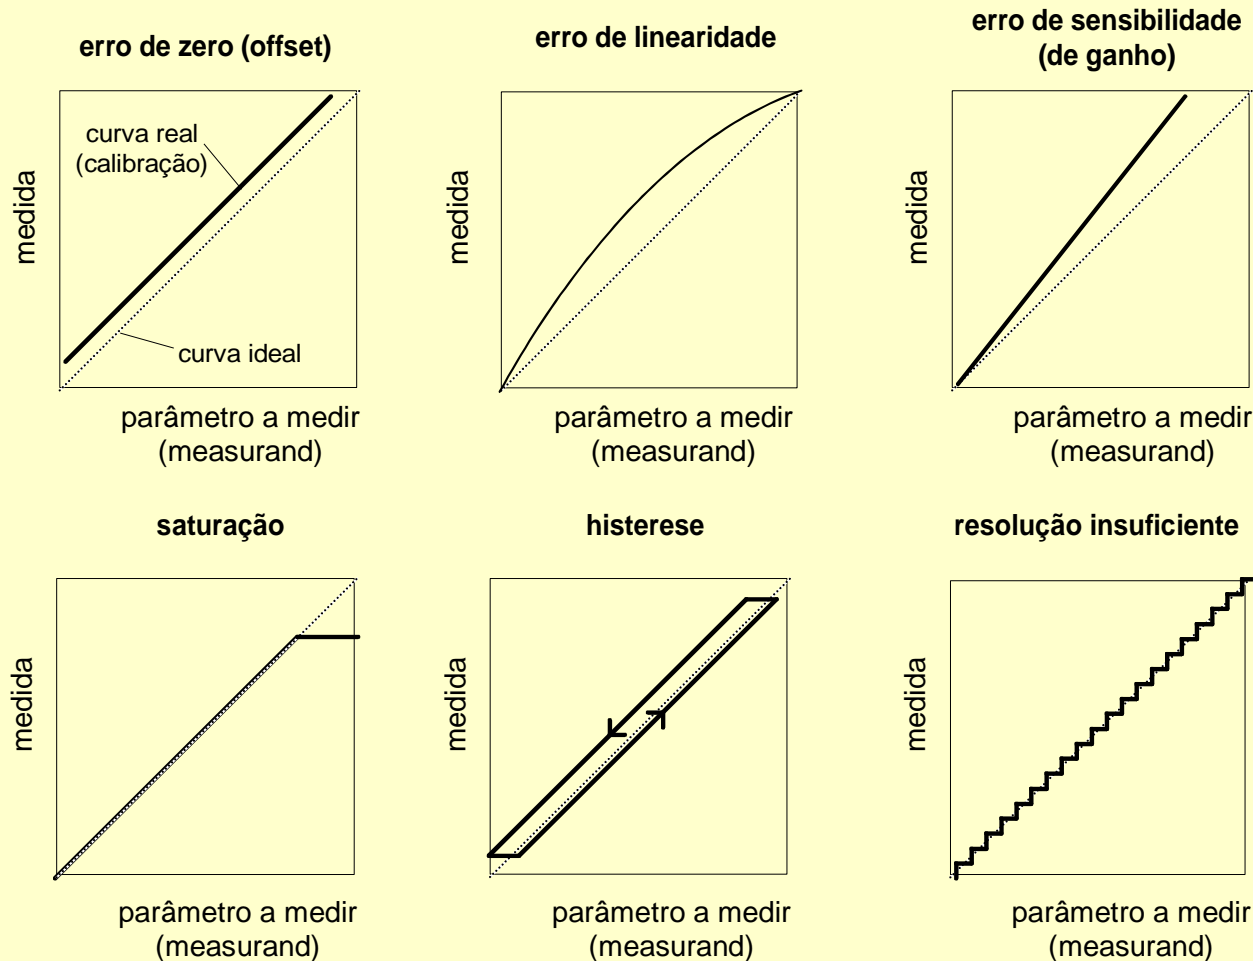 erro de zero (offset)
curva real
(calibração)
curva ideal
medida
parâmetro a medir
(measurand)
erro de linearidade
medida
parâmetro a medir
(measurand)
erro de sensibilidade
(de ganho)
medida
parâmetro a medir
(measurand)
saturação
medida
parâmetro a medir
(measurand)
histerese
medida
parâmetro a medir
(measurand)
resolução insuficiente
medida
parâmetro a medir
(measurand)